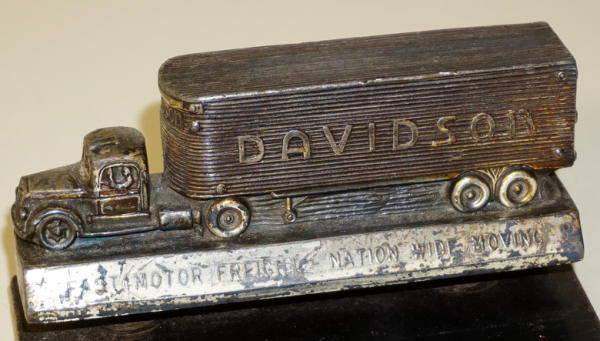 DAVIDSON
FAST MOTOR FREIGHT NATION WIDE MOVING